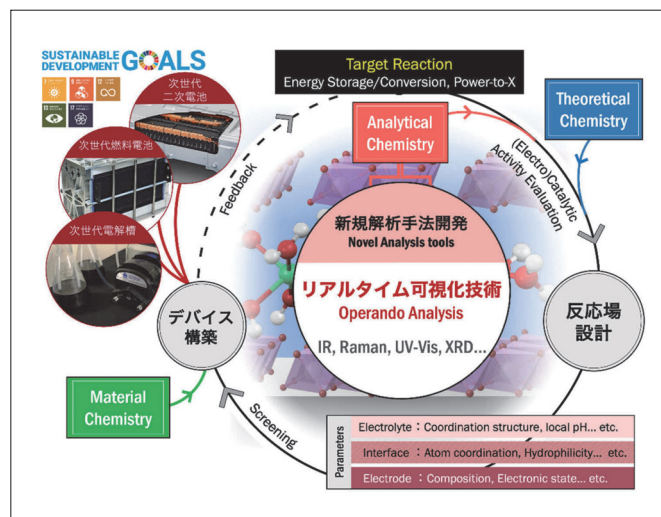 SUSTAINABLE
DEVELOPMENT
GOALS
次世代
二次電池
次世代燃料電池
次世代電解槽
Target Reaction
Energy Storage/Conversion, Power-to-X
Analytical
Chemistry
Theoretical
Chemistry
(Electro)Catalytic
Activity Evaluation
Feedback
新規解析手法開発
Novel Analysis tools
リアルタイム可視化技術
Operando Analysis
IR, Raman, UV-Vis, XRD...
デバイス
構築
反応場
設計
Material
Chemistry
Screening
Parameters
Electrolyte：Coordination structure, local pH... etc.
Interface ：Atom coordination, Hydrophilicity... etc.
Electrode ：Composition, Electronic state... etc.